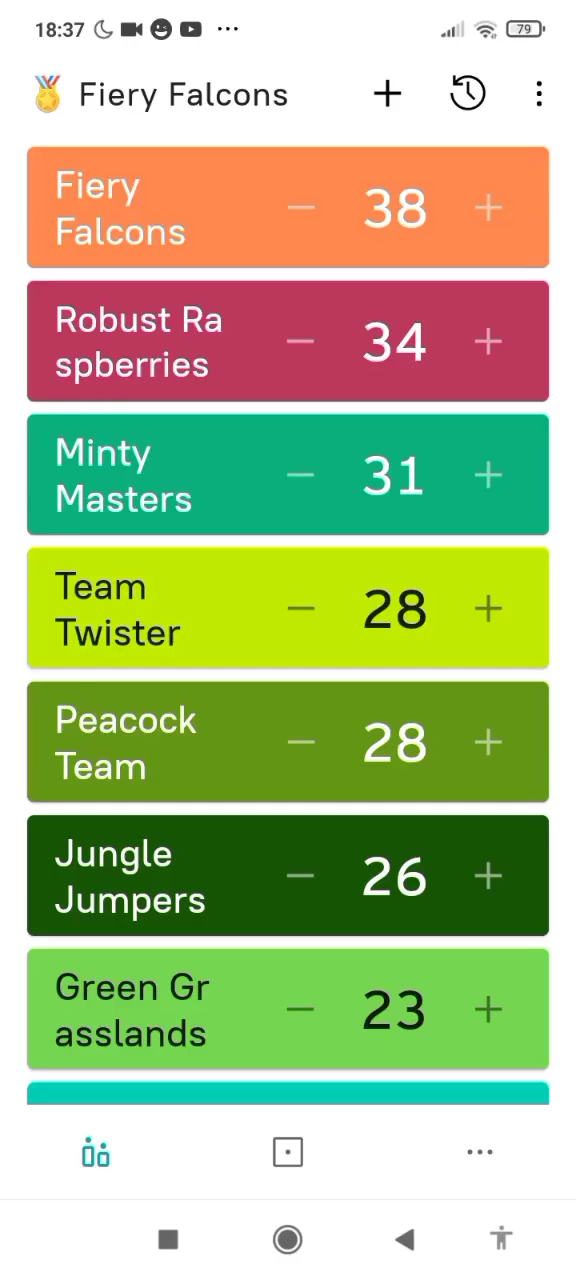 18:37 ... 79
Fiery Falcons +
Fiery
Falcons
− 38 +
Robust Ra
spberries
− 34 +
Minty
Masters
− 31 +
Team
Twister
− 28 +
Peacock
Team
− 28 +
Jungle
Jumpers
− 26 +
Green Gr
asslands
− 23 +